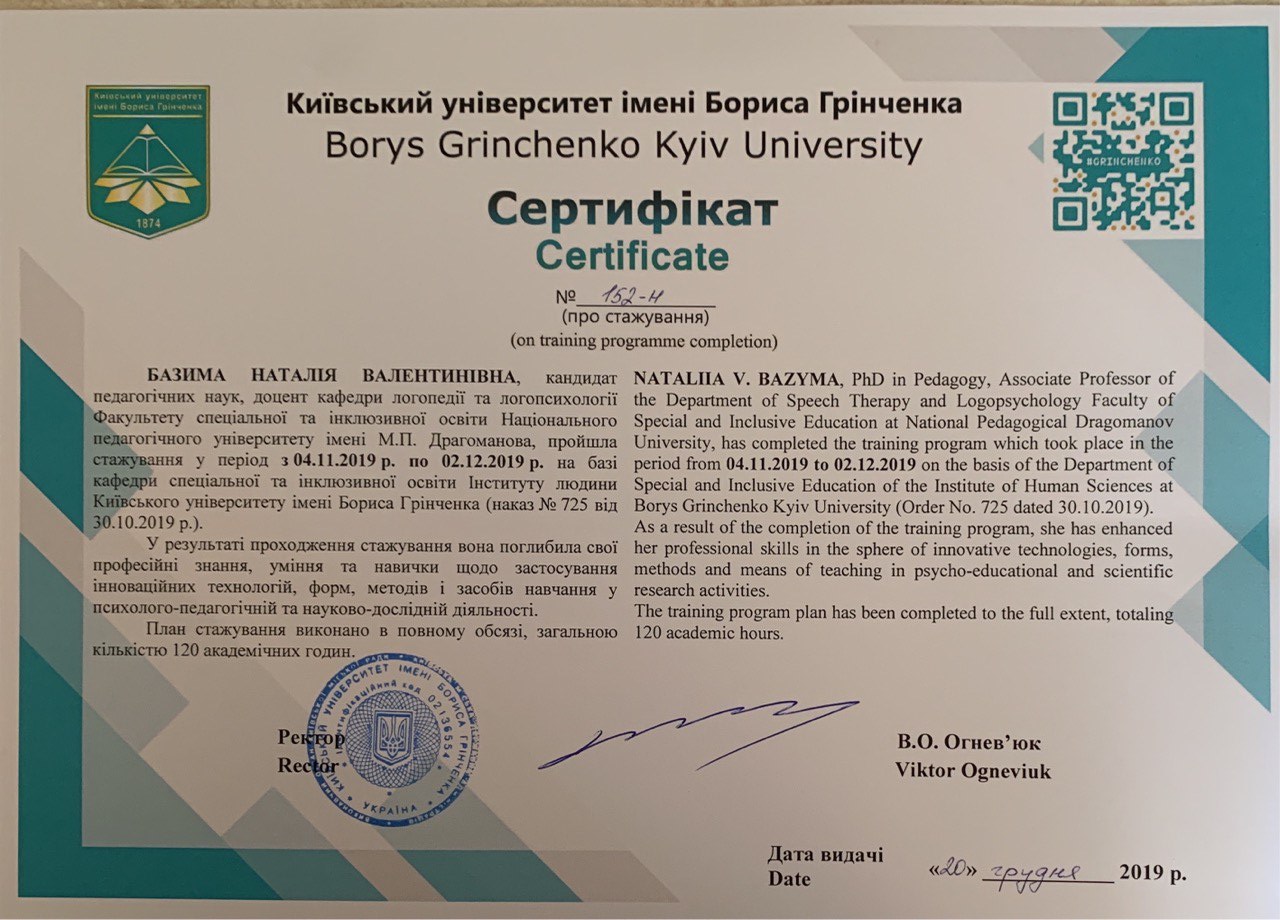 Київський університет
імені Бориса Грінченка
1874
Київський університет імені Бориса Грінченка
Borys Grinchenko Kyiv University
#GRINCHENKO
Сертифікат
Certificate
№ 152-Н
(про стажування)
(on training programme completion)
БАЗИМА НАТАЛІЯ ВАЛЕНТИНІВНА, кандидат
педагогічних наук, доцент кафедри логопедії та логопсихології
Факультету спеціальної та інклюзивної освіти Національного
педагогічного університету імені М.П. Драгоманова, пройшла
стажування у період з 04.11.2019 р. по 02.12.2019 р. на базі
кафедри спеціальної та інклюзивної освіти Інституту людини
Київського університету імені Бориса Грінченка (наказ № 725 від
30.10.2019 р.).
У результаті проходження стажування вона поглибила свої
професійні знання, уміння та навички щодо застосування
інноваційних технологій, форм, методів і засобів навчання у
психолого-педагогічній та науково-дослідній діяльності.
План стажування виконано в повному обсязі, загальною
кількістю 120 академічних годин.
NATALIIA V. BAZYMA, PhD in Pedagogy, Associate Professor of
the Department of Speech Therapy and Logopsychology Faculty of
Special and Inclusive Education at National Pedagogical Dragomanov
University, has completed the training program which took place in the
period from 04.11.2019 to 02.12.2019 on the basis of the Department of
Special and Inclusive Education of the Institute of Human Sciences at
Borys Grinchenko Kyiv University (Order No. 725 dated 30.10.2019).
As a result of the completion of the training program, she has enhanced
her professional skills in the sphere of innovative technologies, forms,
methods and means of teaching in psycho-educational and scientific
research activities.
The training program plan has been completed to the full extent, totaling
120 academic hours.
Ректор
Rector
КИЇВСЬКИЙ УНІВЕРСИТЕТ ІМЕНІ БОРИСА ГРІНЧЕНКА
Ідентифікаційний код 02136554
УКРАЇНА
В.О. Огнев’юк
Viktor Ogneviuk
Дата видачі
Date
«20» грудня 2019 р.